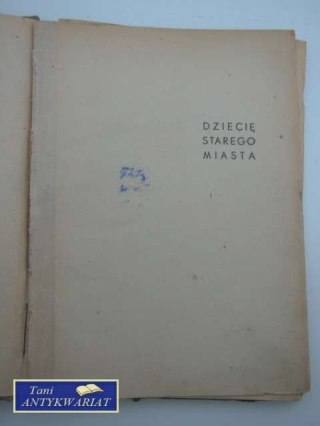 DZIECIĘ
STAREGO
MIASTA
Tani
ANTYKWARIAT